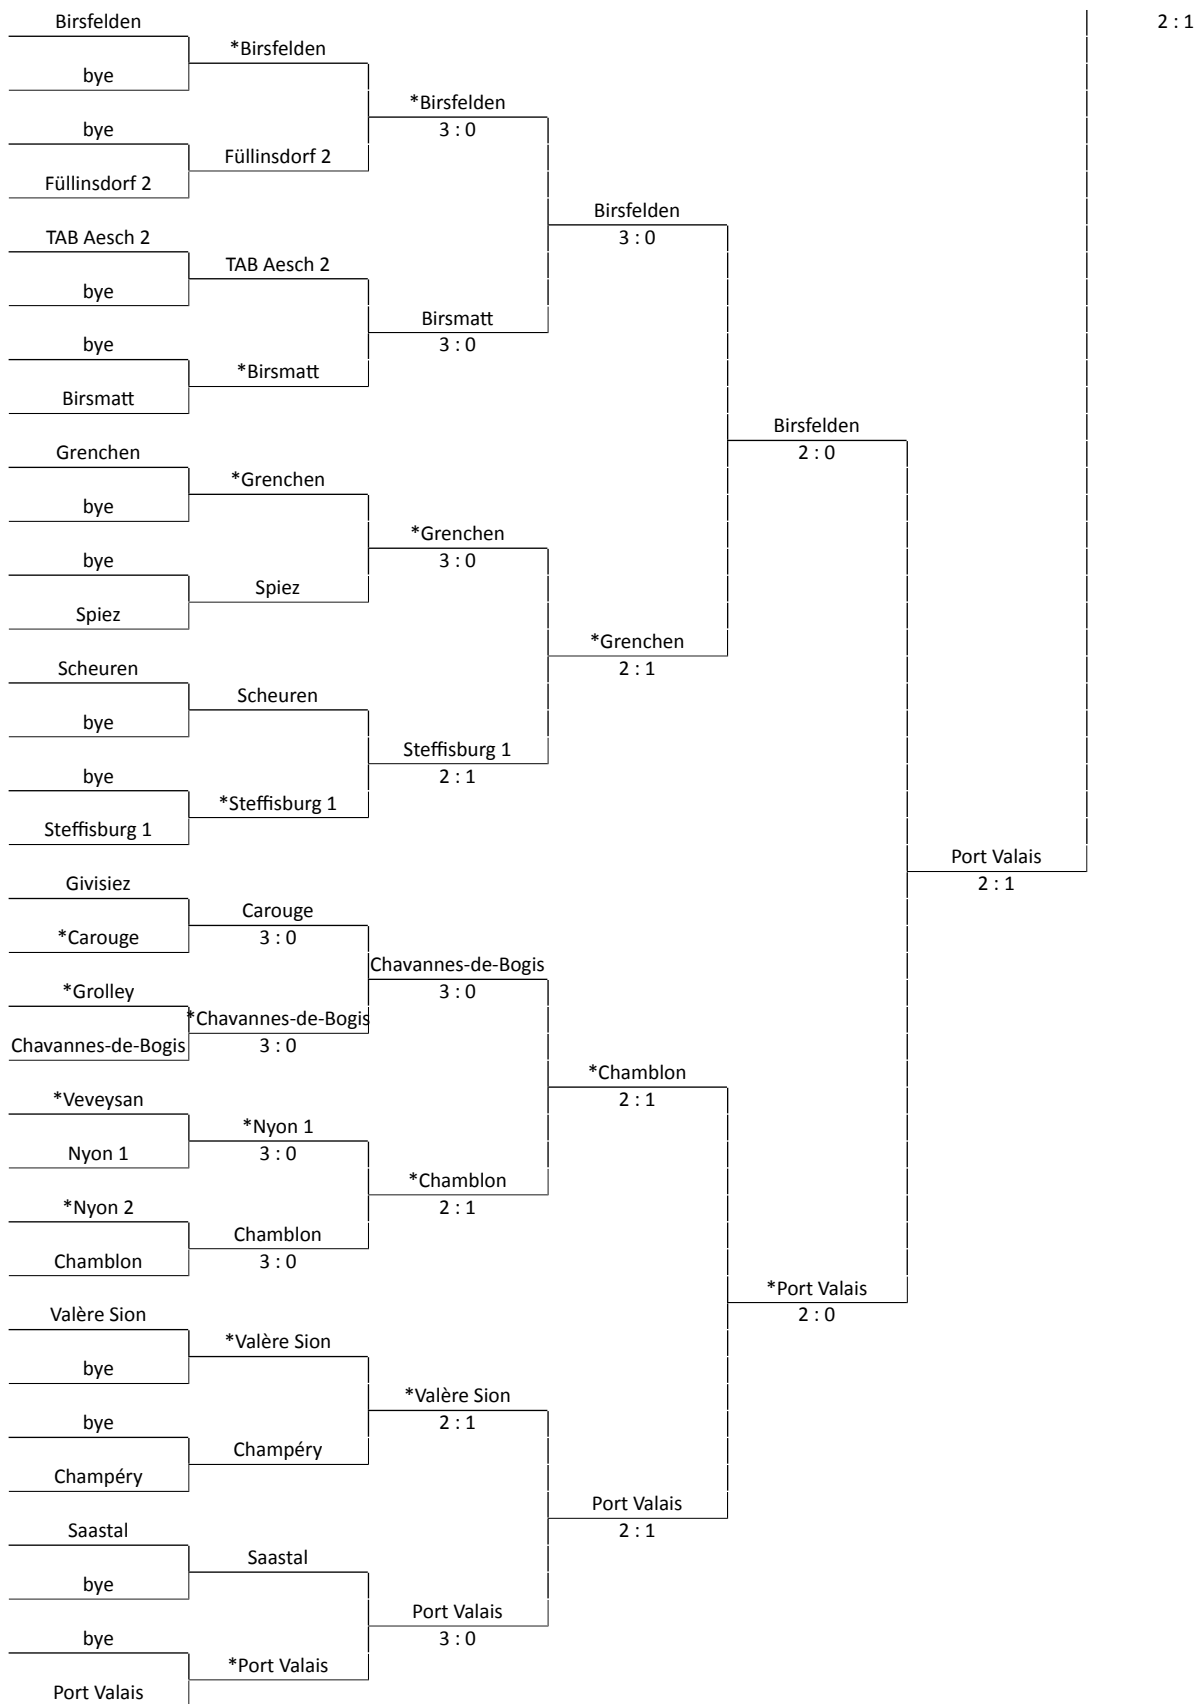 Birsfelden
2 : 1
*Birsfelden
bye
*Birsfelden
3 : 0
bye
Füllinsdorf 2
Füllinsdorf 2
Birsfelden
3 : 0
TAB Aesch 2
TAB Aesch 2
bye
Birsmatt
3 : 0
bye
*Birsmatt
Birsmatt
Birsfelden
2 : 0
Grenchen
*Grenchen
bye
*Grenchen
3 : 0
bye
Spiez
Spiez
*Grenchen
2 : 1
Scheuren
Scheuren
bye
Steffisburg 1
2 : 1
bye
*Steffisburg 1
Steffisburg 1
Port Valais
2 : 1
Givisiez
Carouge
3 : 0
*Carouge
Chavannes-de-Bogis
3 : 0
*Grolley
*Chavannes-de-Bogis
3 : 0
Chavannes-de-Bogis
*Chamblon
2 : 1
*Veveysan
*Nyon 1
3 : 0
Nyon 1
*Chamblon
2 : 1
*Nyon 2
Chamblon
3 : 0
Chamblon
*Port Valais
2 : 0
Valère Sion
*Valère Sion
bye
*Valère Sion
2 : 1
bye
Champéry
Champéry
Port Valais
2 : 1
Saastal
Saastal
bye
Port Valais
3 : 0
bye
*Port Valais
Port Valais